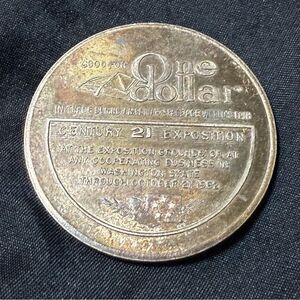 GOOD FOR One
dollar
CENTURY 21 EXPOSITION
AT THE EXPOSITION GROUNDS OR AT
ANY COOPERATING BUSINESS IN
WASHINGTON STATE
THROUGH OCTOBER 21, 1962